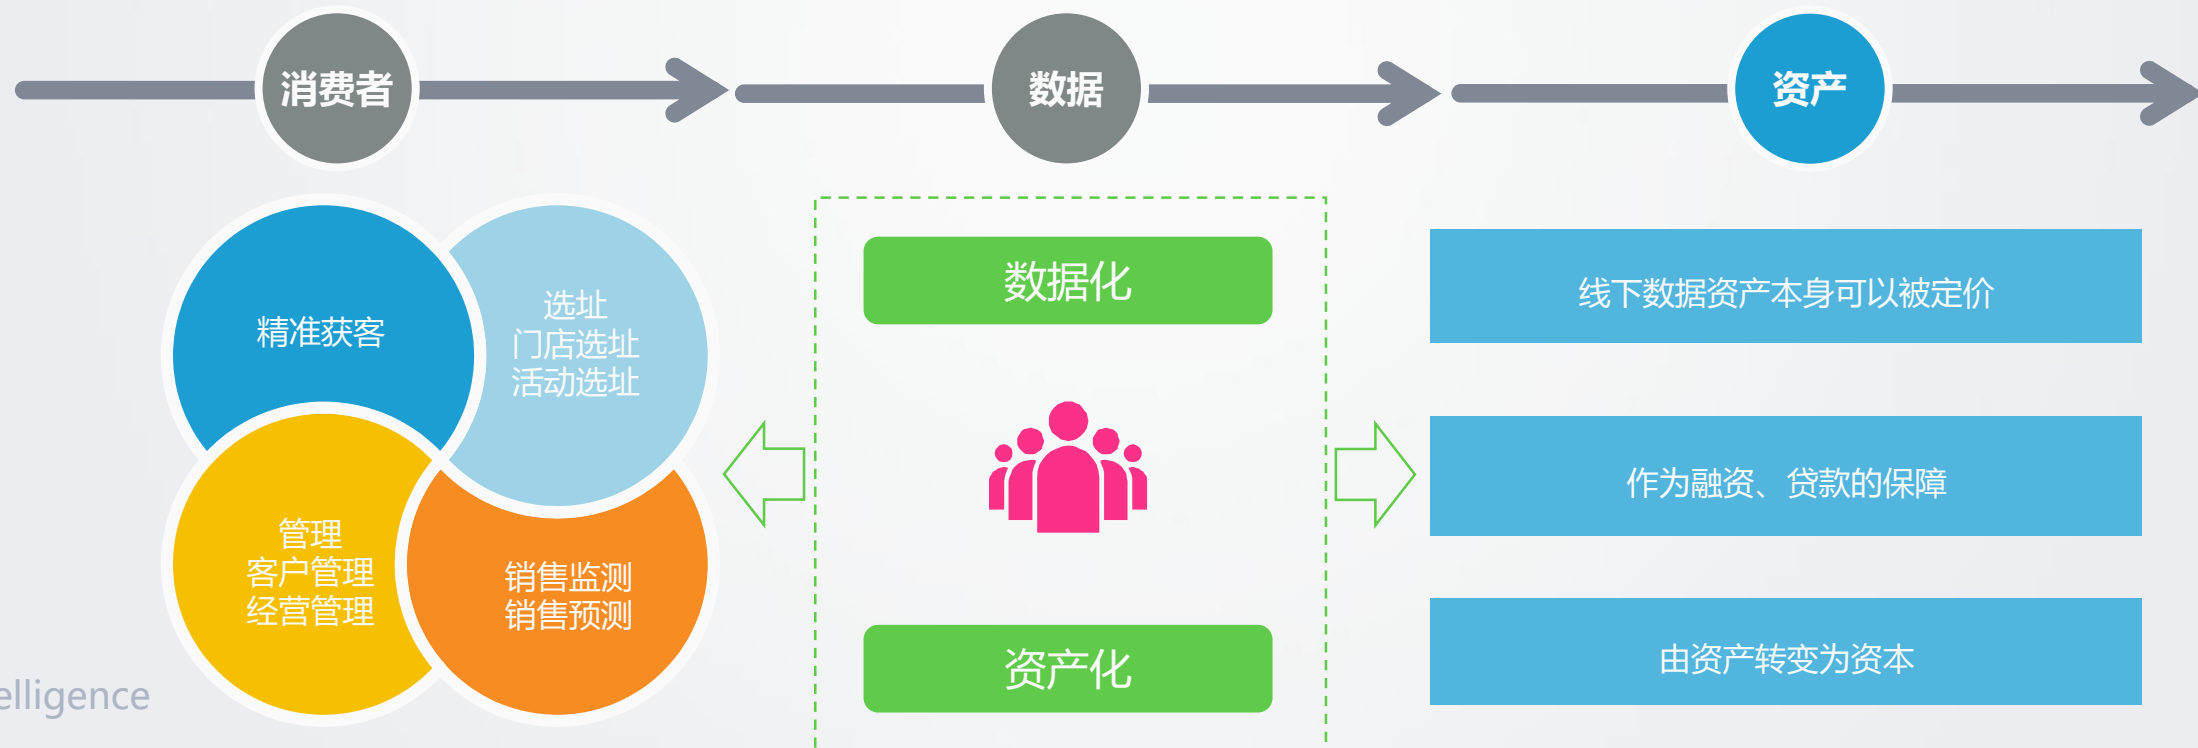 消费者
数据
资产
精准获客
选址
门店选址
活动选址
管理
客户管理
经营管理
销售监测
销售预测
数据化
资产化
线下数据资产本身可以被定价
作为融资、贷款的保障
由资产转变为资本
elligence